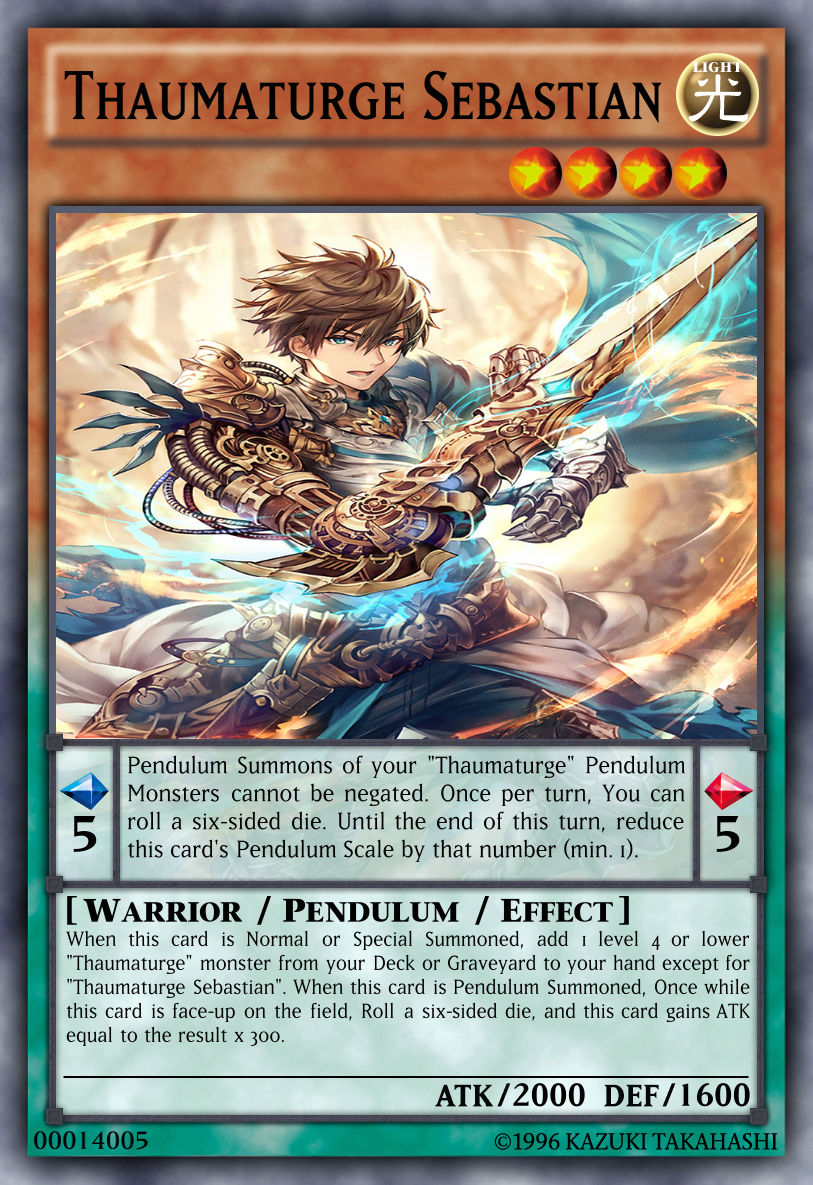 Thaumaturge Sebastian
LIGHT
光
Pendulum Summons of your "Thaumaturge" Pendulum
Monsters cannot be negated. Once per turn, You can
roll a six-sided die. Until the end of this turn, reduce
this card's Pendulum Scale by that number (min. 1).
5
5
[ Warrior / Pendulum / Effect ]
When this card is Normal or Special Summoned, add 1 level 4 or lower
"Thaumaturge" monster from your Deck or Graveyard to your hand except for
"Thaumaturge Sebastian". When this card is Pendulum Summoned, Once while
this card is face-up on the field, Roll a six-sided die, and this card gains ATK
equal to the result x 300.
ATK/2000 DEF/1600
00014005
©1996 KAZUKI TAKAHASHI